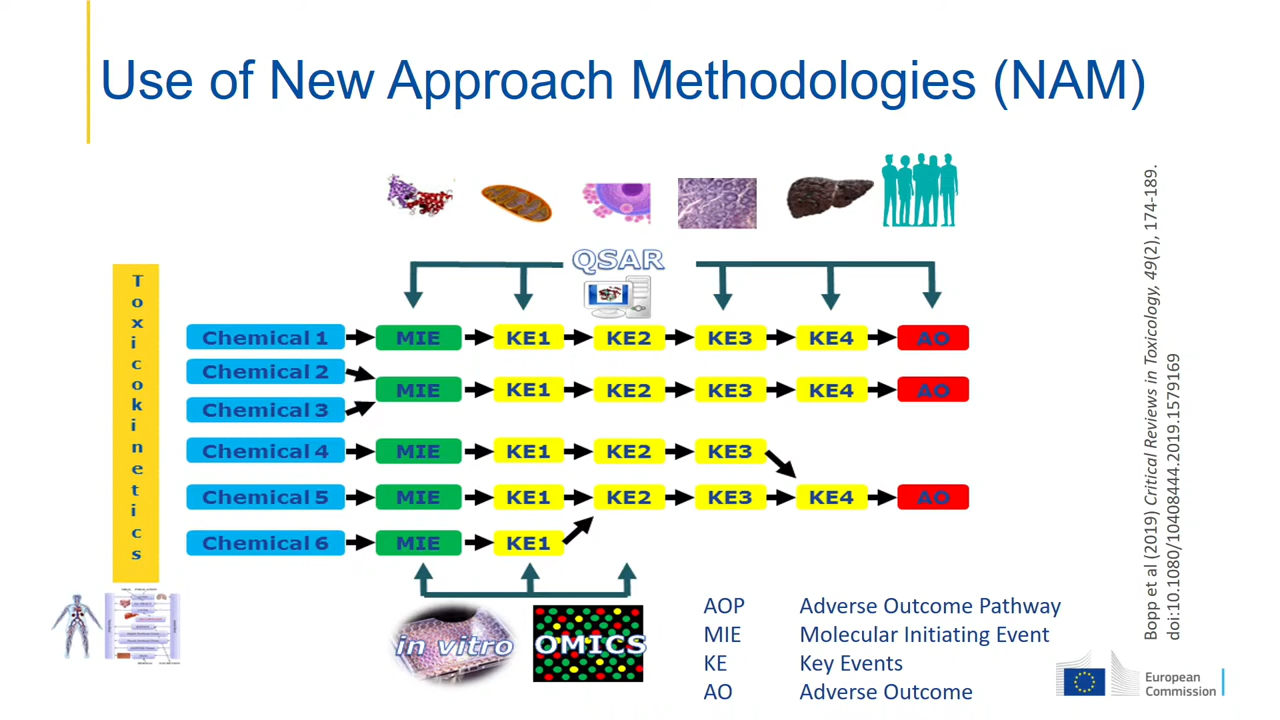 Use of New Approach Methodologies (NAM)
QSAR
Toxicokinetics
Chemical 1 MIE KE1 KE2 KE3 KE4 AO
Chemical 2
MIE KE1 KE2 KE3 KE4 AO
Chemical 3
Chemical 4 MIE KE1 KE2 KE3
Chemical 5 MIE KE1 KE2 KE3 KE4 AO
Chemical 6 MIE KE1
in vitro OMICS
AOP Adverse Outcome Pathway
MIE Molecular Initiating Event
KE Key Events
AO Adverse Outcome
Bopp et al (2019) Critical Reviews in Toxicology, 49(2), 174-189.
doi:10.1080/10408444.2019.1579169
European
Commission